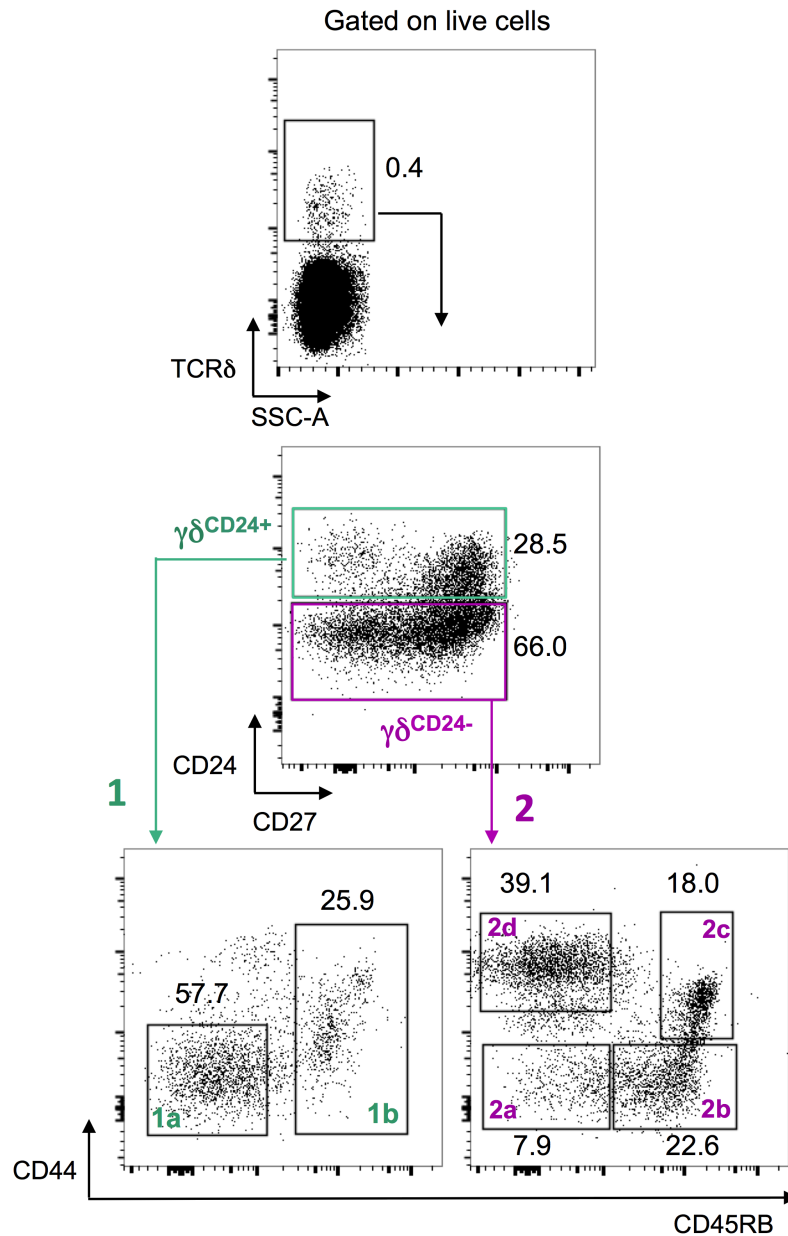 Gated on live cells
0.4
TCRδ
SSC-A
γδCD24+
28.5
66.0
γδCD24-
CD24
CD27
1
2
25.9
57.7
1a
1b
39.1
18.0
2d
2c
2a
2b
7.9
22.6
CD44
CD45RB